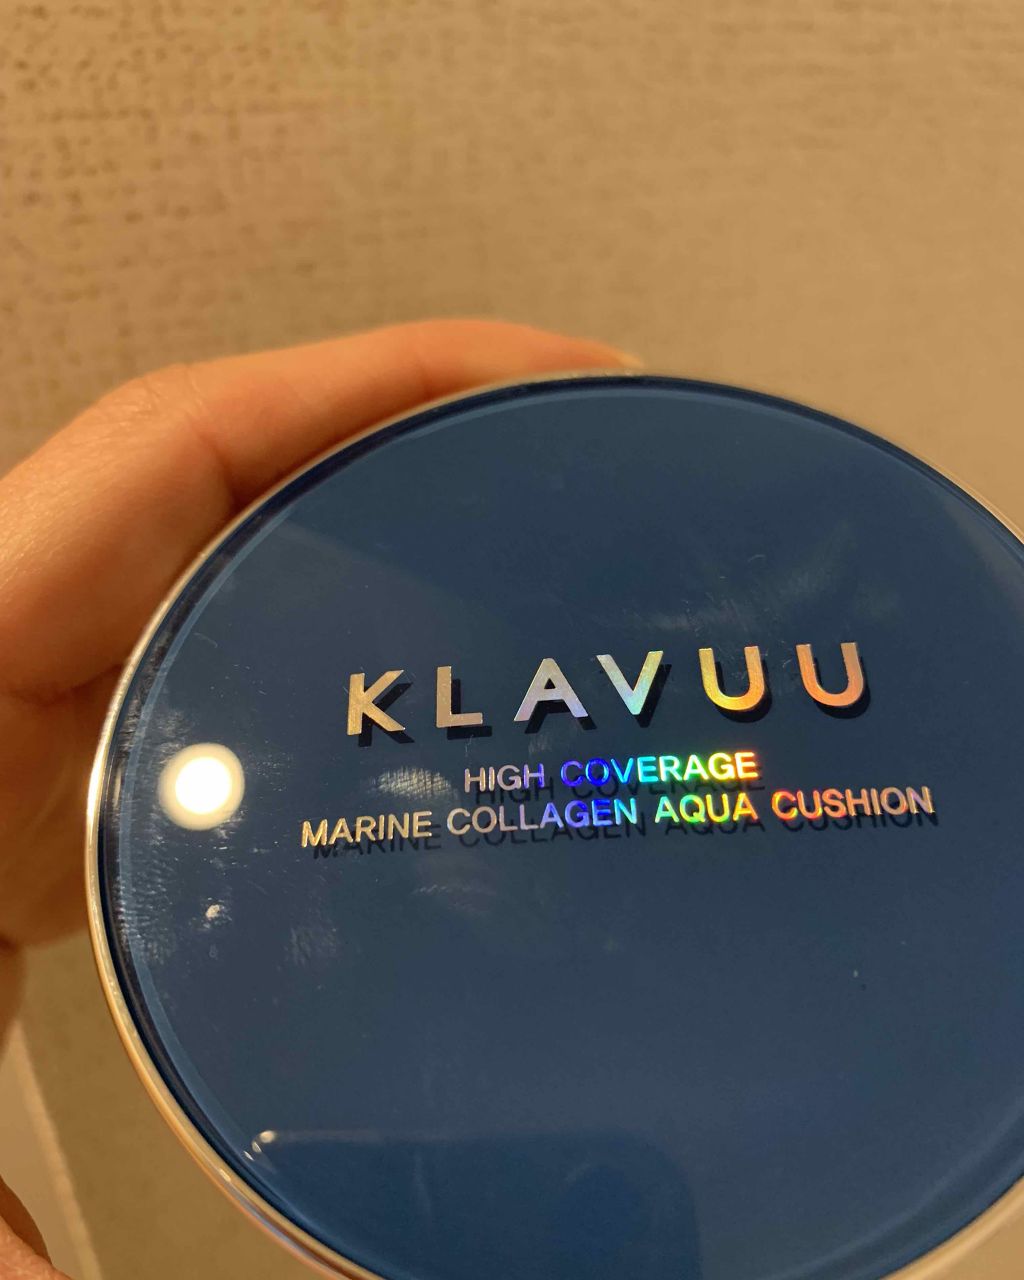 KLAVUU
HIGH COVERAGE
MARINE COLLAGEN AQUA CUSHION